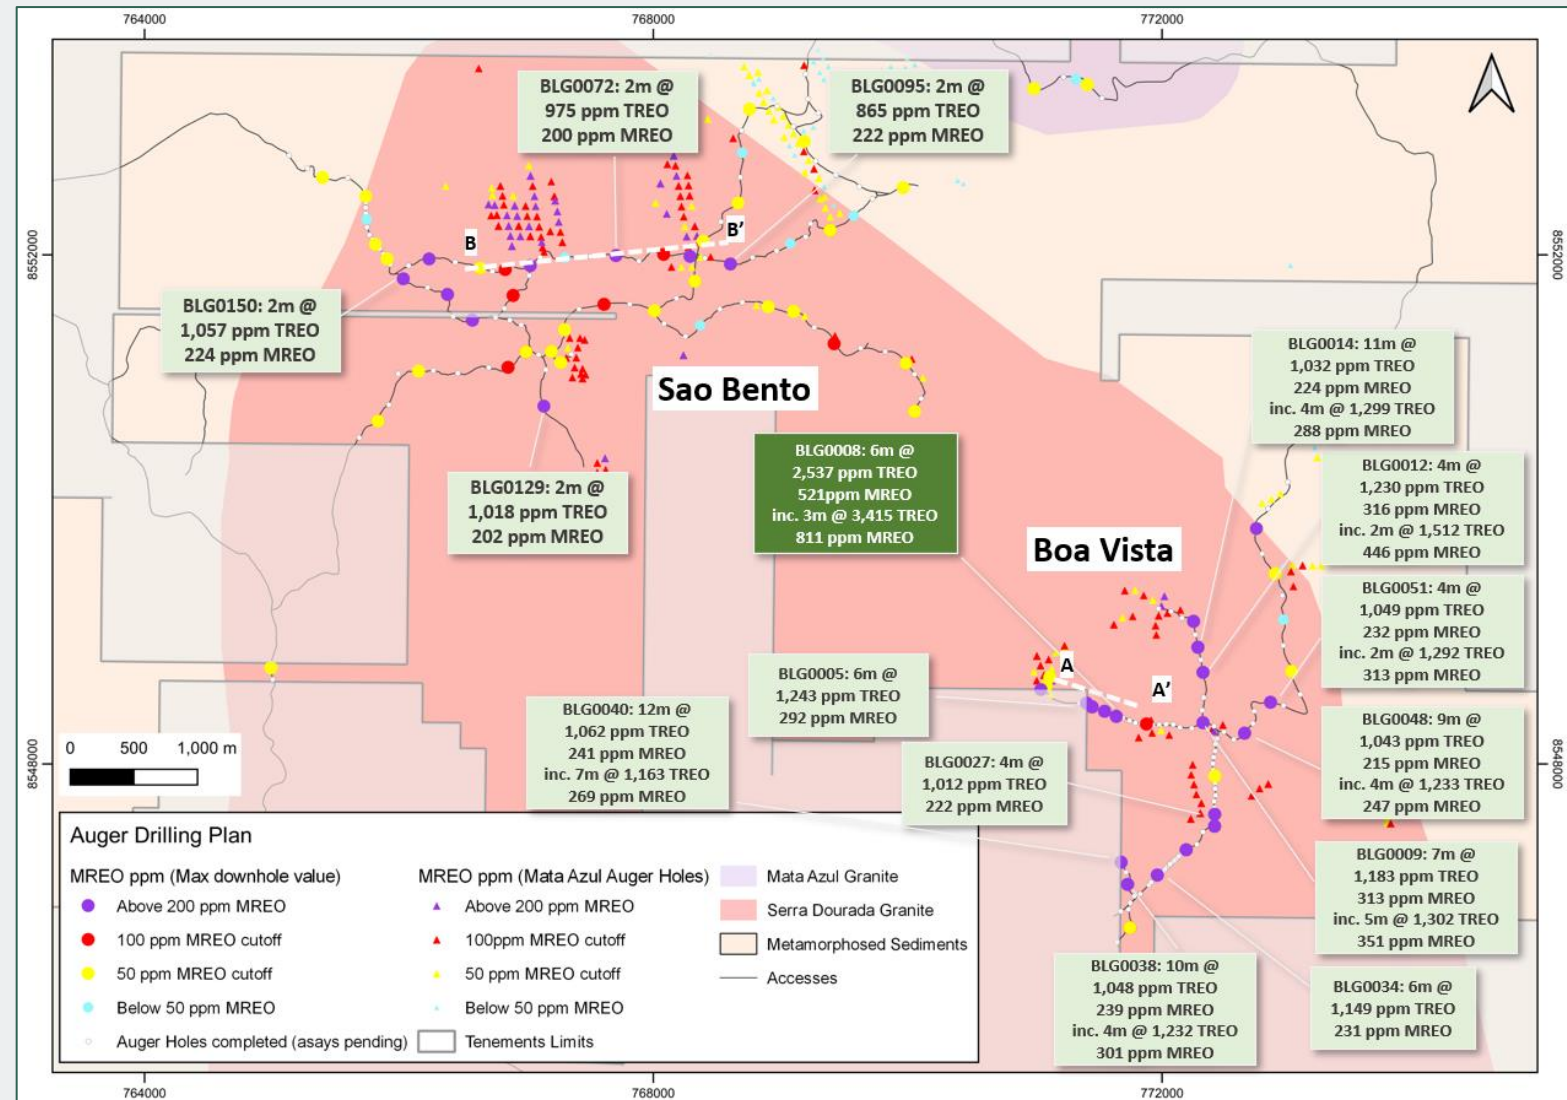 764000
768000
772000
BLG0072: 2m @
975 ppm TREO
200 ppm MREO
BLG0095: 2m @
865 ppm TREO
222 ppm MREO
B
B’
8552000
8552000
BLG0150: 2m @
1,057 ppm TREO
224 ppm MREO
Sao Bento
BLG0014: 11m @
1,032 ppm TREO
224 ppm MREO
inc. 4m @ 1,299 TREO
288 ppm MREO
BLG0008: 6m @
2,537 ppm TREO
521ppm MREO
inc. 3m @ 3,415 TREO
811 ppm MREO
BLG0012: 4m @
1,230 ppm TREO
316 ppm MREO
inc. 2m @ 1,512 TREO
446 ppm MREO
BLG0129: 2m @
1,018 ppm TREO
202 ppm MREO
Boa Vista
BLG0051: 4m @
1,049 ppm TREO
232 ppm MREO
inc. 2m @ 1,292 TREO
313 ppm MREO
A
A’
BLG0005: 6m @
1,243 ppm TREO
292 ppm MREO
BLG0040: 12m @
1,062 ppm TREO
241 ppm MREO
inc. 7m @ 1,163 TREO
269 ppm MREO
BLG0048: 9m @
1,043 ppm TREO
215 ppm MREO
inc. 4m @ 1,233 TREO
247 ppm MREO
BLG0027: 4m @
1,012 ppm TREO
222 ppm MREO
8548000
8548000
0 500 1,000 m
BLG0009: 7m @
1,183 ppm TREO
313 ppm MREO
inc. 5m @ 1,302 TREO
351 ppm MREO
BLG0038: 10m @
1,048 ppm TREO
239 ppm MREO
inc. 4m @ 1,232 TREO
301 ppm MREO
BLG0034: 6m @
1,149 ppm TREO
231 ppm MREO
Auger Drilling Plan
MREO ppm (Max downhole value)
Above 200 ppm MREO
100 ppm MREO cutoff
50 ppm MREO cutoff
Below 50 ppm MREO
Auger Holes completed (asays pending)
MREO ppm (Mata Azul Auger Holes)
Above 200 ppm MREO
100ppm MREO cutoff
50 ppm MREO cutoff
Below 50 ppm MREO
Tenements Limits
Mata Azul Granite
Serra Dourada Granite
Metamorphosed Sediments
Accesses
764000
768000
772000